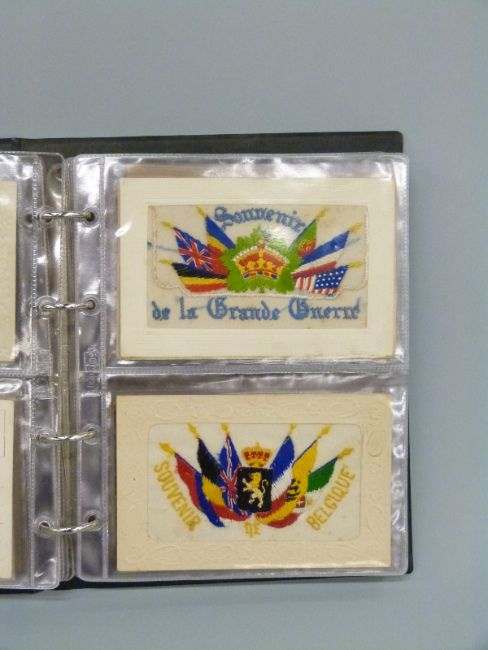 Souvenir
de la Grande Guerre
SOUVENIR DE BELGIQUE